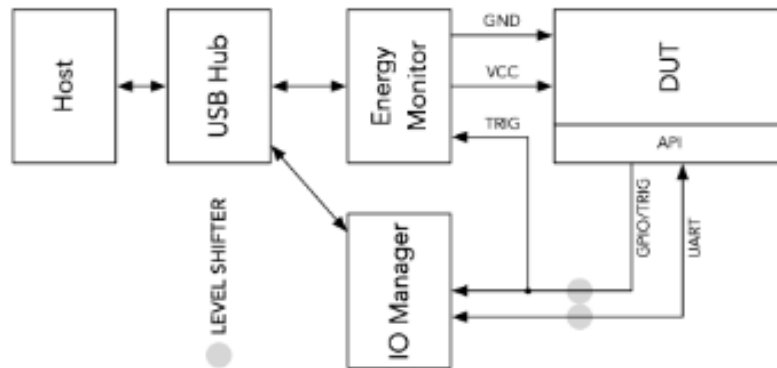 Host
USB Hub
Energy
Monitor
GND
VCC
TRIG
DUT
API
GPIO/TRIG
UART
IO Manager
LEVEL SHIFTER